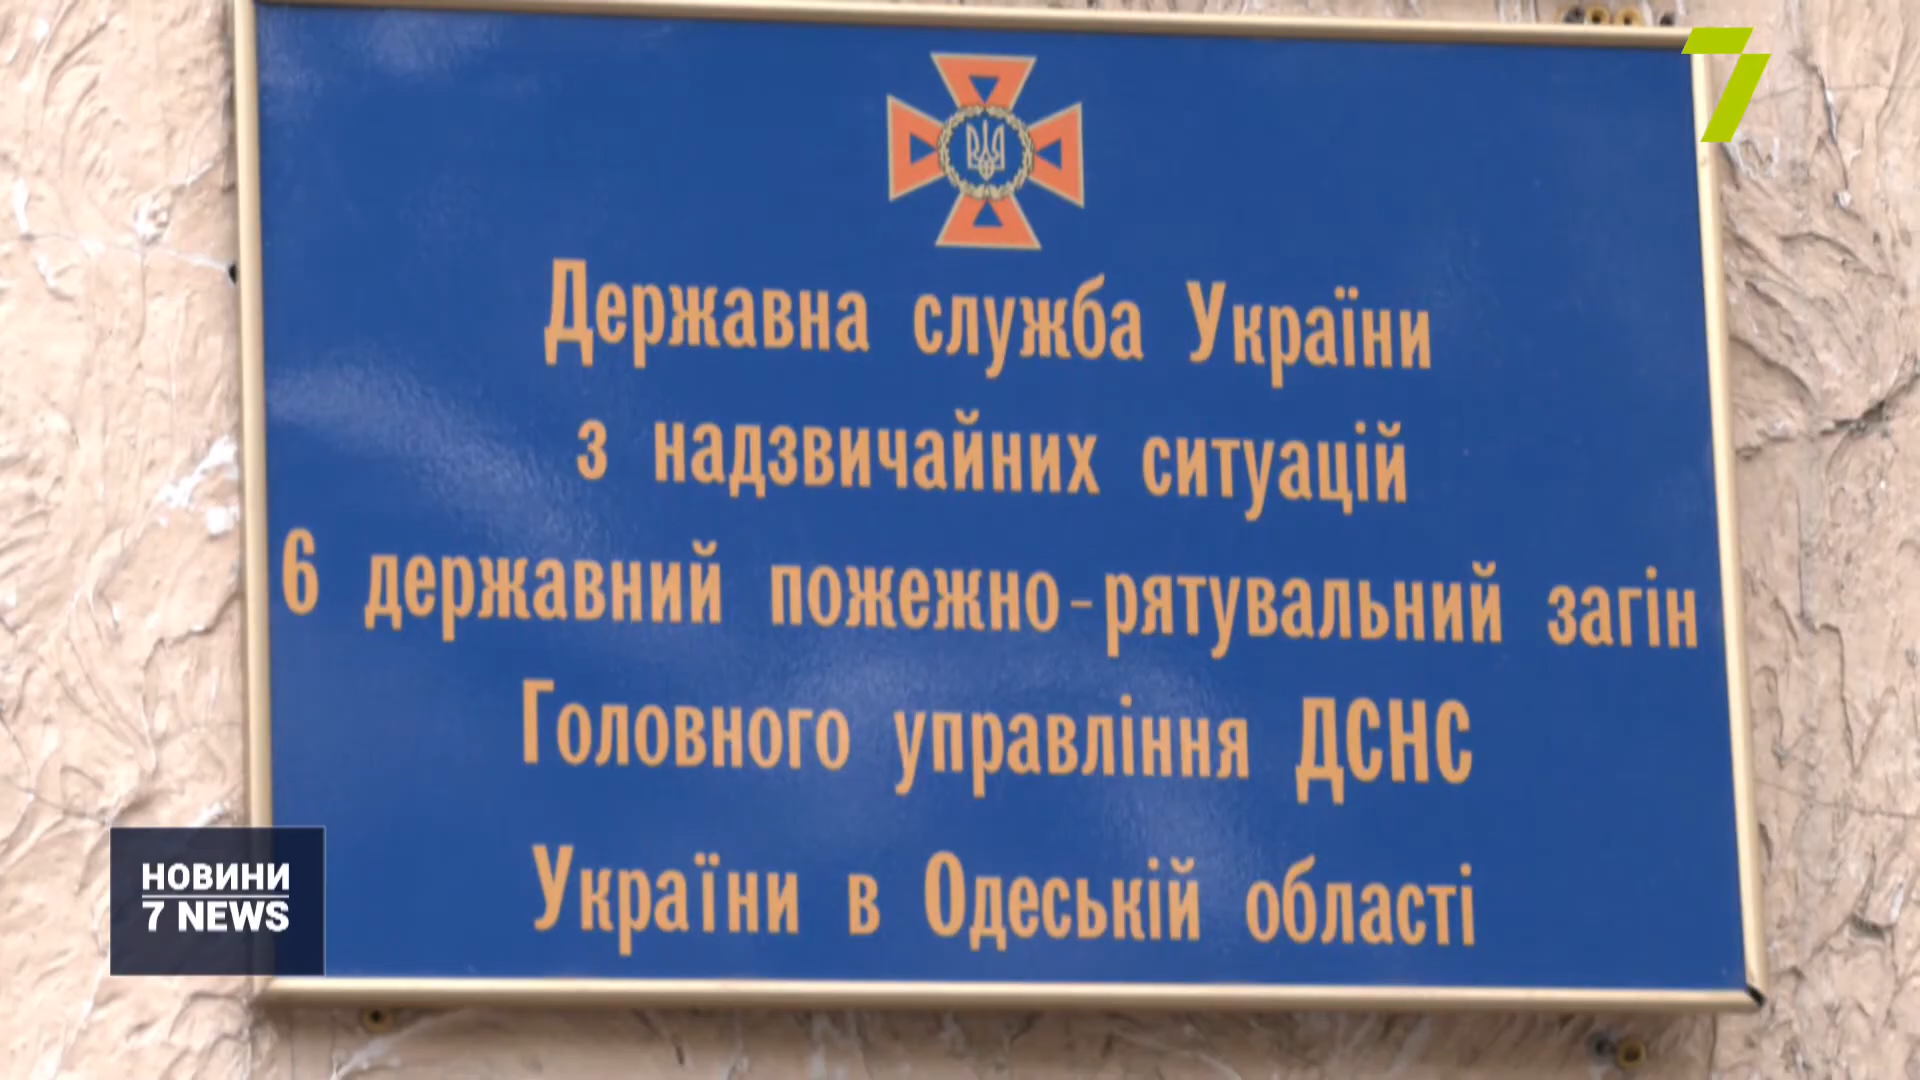 7
Державна служба України
з надзвичайних ситуацій
6 державний пожежно-рятувальний загін
Головного управління ДСНС
України в Одеській області
НОВИНИ
7 NEWS